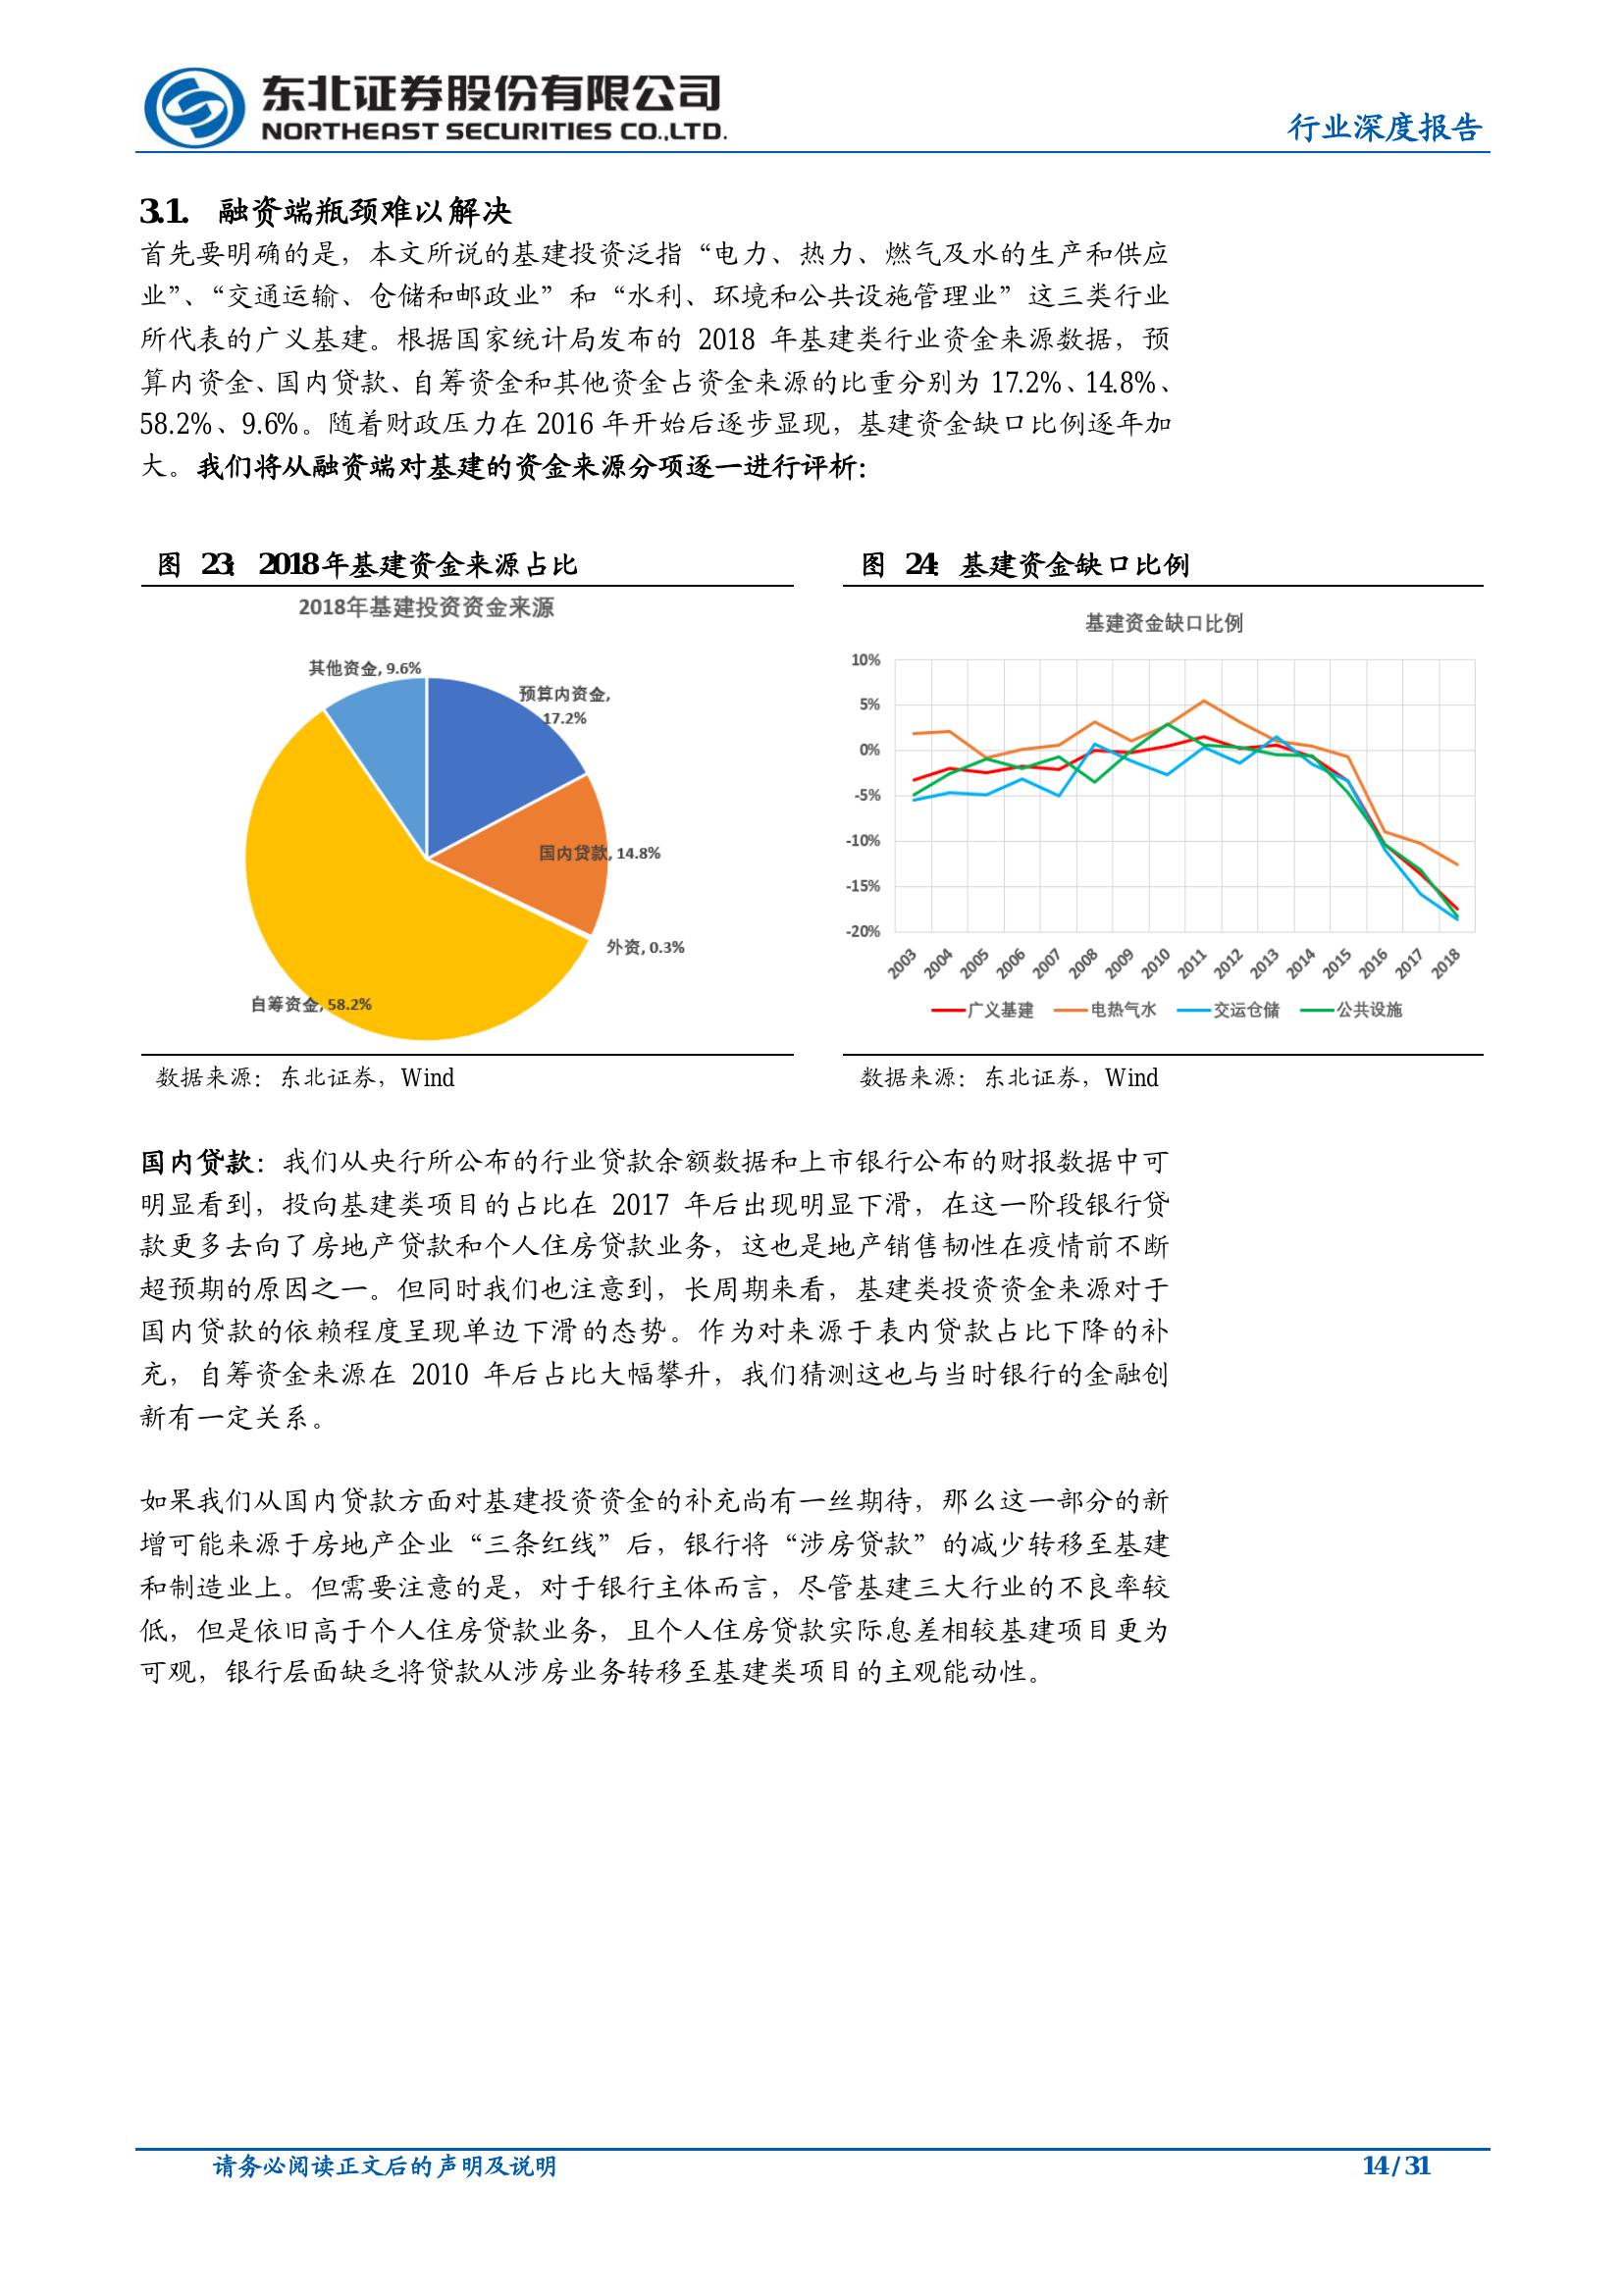 东北证券股份有限公司
NORTHEAST SECURITIES CO.,LTD.
行业深度报告
3.1. 融资端瓶颈难以解决
首先要明确的是，本文所说的基建投资泛指“电力、热力、燃气及水的生产和供应
业”、“交通运输、仓储和邮政业”和“水利、环境和公共设施管理业”这三类行业
所代表的广义基建。根据国家统计局发布的 2018 年基建类行业资金来源数据，预
算内资金、国内贷款、自筹资金和其他资金占资金来源的比重分别为 17.2%、14.8%、
58.2%、9.6%。随着财政压力在 2016 年开始后逐步显现，基建资金缺口比例逐年加
大。我们将从融资端对基建的资金来源分项逐一进行评析：
图 23：2018 年基建资金来源占比
2018年基建投资资金来源
其他资金, 9.6%
预算内资金,
17.2%
国内贷款, 14.8%
外资, 0.3%
自筹资金, 58.2%
数据来源：东北证券，Wind
图 24：基建资金缺口比例
基建资金缺口比例
10%
5%
0%
-5%
-10%
-15%
-20%
2003 2004 2005 2006 2007 2008 2009 2010 2011 2012 2013 2014 2015 2016 2017 2018
广义基建 电热气水 交运仓储 公共设施
数据来源：东北证券，Wind
国内贷款：我们从央行所公布的行业贷款余额数据和上市银行公布的财报数据中可
明显看到，投向基建类项目的占比在 2017 年后出现明显下滑，在这一阶段银行贷
款更多去向了房地产贷款和个人住房贷款业务，这也是地产销售韧性在疫情前不断
超预期的原因之一。但同时我们也注意到，长周期来看，基建类投资资金来源对于
国内贷款的依赖程度呈现单边下滑的态势。作为对来源于表内贷款占比下降的补
充，自筹资金来源在 2010 年后占比大幅攀升，我们猜测这也与当时银行的金融创
新有一定关系。
如果我们从国内贷款方面对基建投资资金的补充尚有一丝期待，那么这一部分的新
增可能来源于房地产企业“三条红线”后，银行将“涉房贷款”的减少转移至基建
和制造业上。但需要注意的是，对于银行主体而言，尽管基建三大行业的不良率较
低，但是依旧高于个人住房贷款业务，且个人住房贷款实际息差相较基建项目更为
可观，银行层面缺乏将贷款从涉房业务转移至基建类项目的主观能动性。
请务必阅读正文后的声明及说明
14 / 31